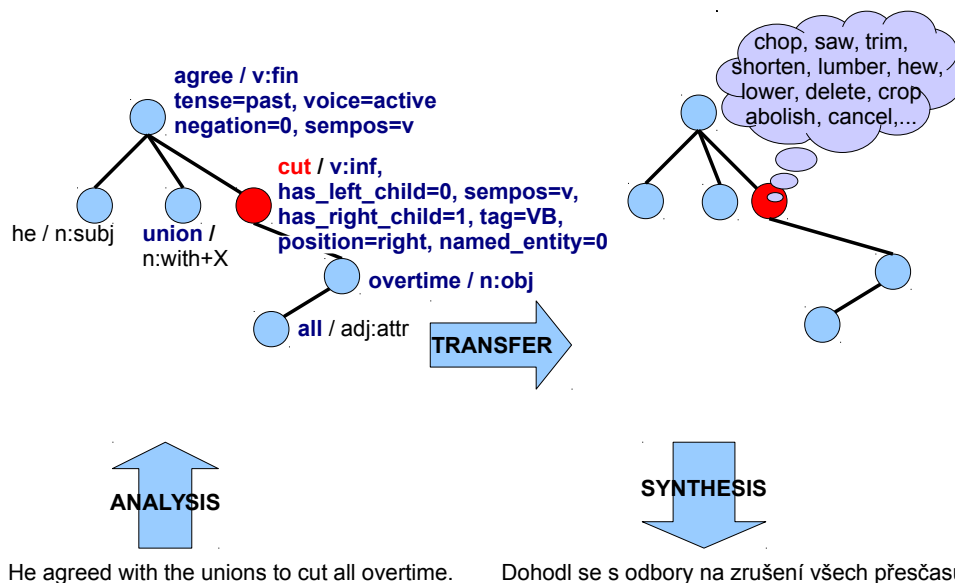 agree / v:fin
tense=past, voice=active
negation=0, sempos=v
cut / v:inf,
has_left_child=0, sempos=v,
has_right_child=1, tag=VB,
position=right, named_entity=0
he / n:subj
union /
n:with+X
overtime / n:obj
all / adj:attr
chop, saw, trim,
shorten, lumber, hew,
lower, delete, crop
abolish, cancel,...
TRANSFER
ANALYSIS
SYNTHESIS
He agreed with the unions to cut all overtime.
Dohodl se s odbory na zrušení všech přesčasů